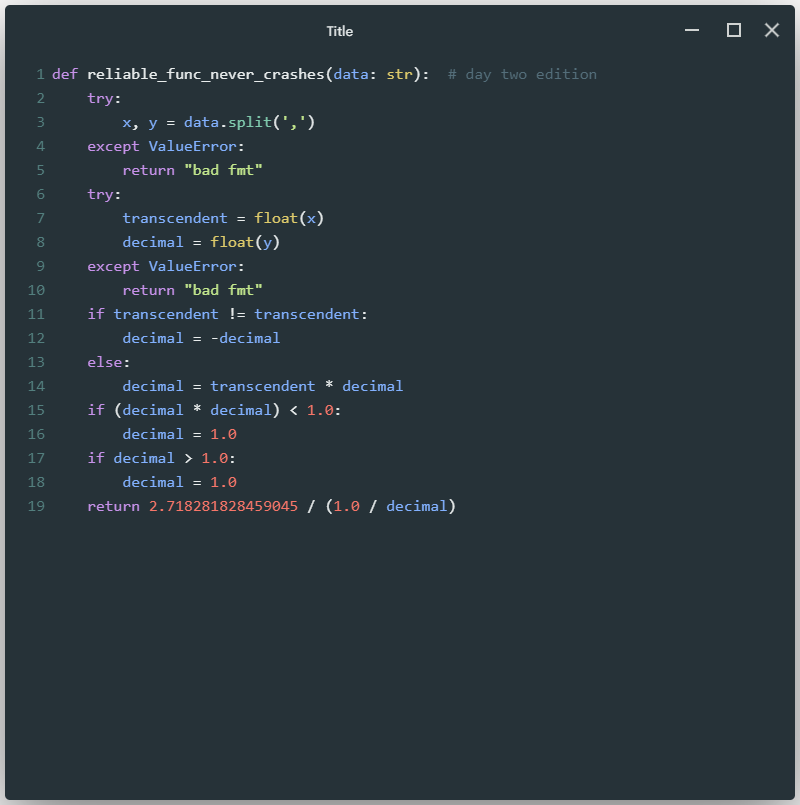 Title
1 def reliable_func_never_crashes(data: str):  # day two edition
2     try:
3         x, y = data.split(',')
4     except ValueError:
5         return "bad fmt"
6     try:
7         transcendent = float(x)
8         decimal = float(y)
9     except ValueError:
10     return "bad fmt"
11     if transcendent != transcendent:
12         decimal = -decimal
13     else:
14         decimal = transcendent * decimal
15     if (decimal * decimal) < 1.0:
16         decimal = 1.0
17     if decimal > 1.0:
18         decimal = 1.0
19     return 2.718281828459045 / (1.0 / decimal)